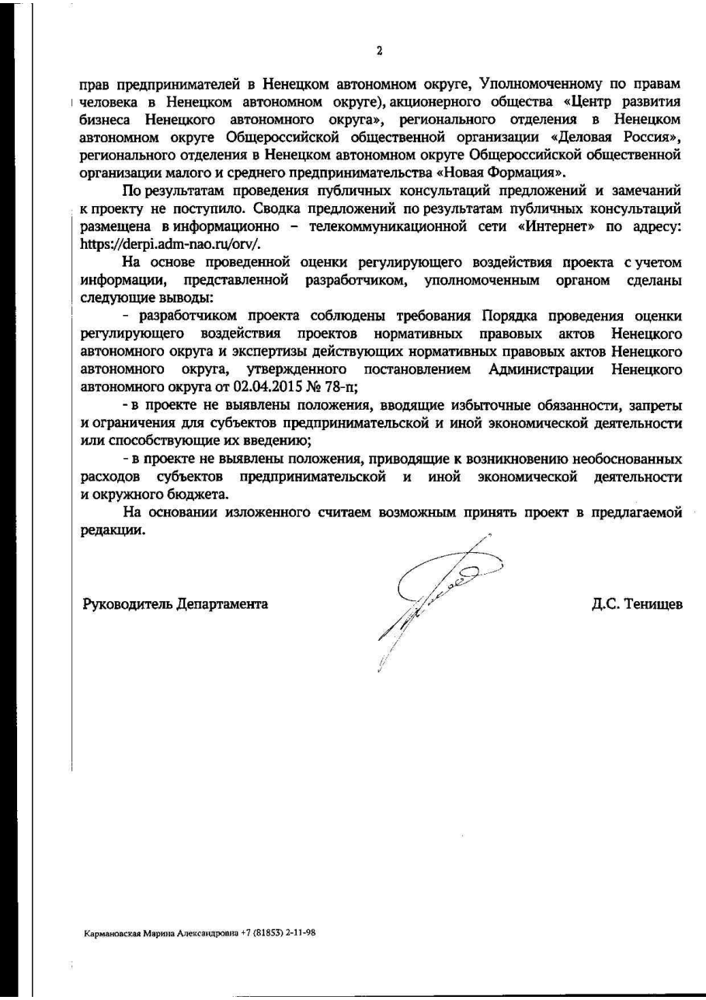 2
прав предпринимателей в Ненецком автономном округе, Уполномоченному по правам
человека в Ненецком автономном округе), акционерного общества «Центр развития
бизнеса Ненецкого автономного округа», регионального отделения в Ненецком
автономном округе Общероссийской общественной организации «Деловая Россия»,
регионального отделения в Ненецком автономном округе Общероссийской общественной
организации малого и среднего предпринимательства «Новая Формация».
По результатам проведения публичных консультаций предложений и замечаний
к проекту не поступило. Сводка предложений по результатам публичных консультаций
размещена в информационно – телекоммуникационной сети «Интернет» по адресу:
https://derpi.adm-nao.ru/orv/.
На основе проведенной оценки регулирующего воздействия проекта с учетом
информации, представленной разработчиком, уполномоченным органом сделаны
следующие выводы:
- разработчиком проекта соблюдены требования Порядка проведения оценки
регулирующего воздействия проектов нормативных правовых актов Ненецкого
автономного округа и экспертизы действующих нормативных правовых актов Ненецкого
автономного округа, утвержденного постановлением Администрации Ненецкого
автономного округа от 02.04.2015 № 78-п;
- в проекте не выявлены положения, вводящие избыточные обязанности, запреты
и ограничения для субъектов предпринимательской и иной экономической деятельности
или способствующие их введению;
- в проекте не выявлены положения, приводящие к возникновению необоснованных
расходов субъектов предпринимательской и иной экономической деятельности
и окружного бюджета.
На основании изложенного считаем возможным принять проект в предлагаемой
редакции.
Руководитель Департамента Д.С. Тенищев
Кармановская Марина Александровна +7 (81853) 2-11-98